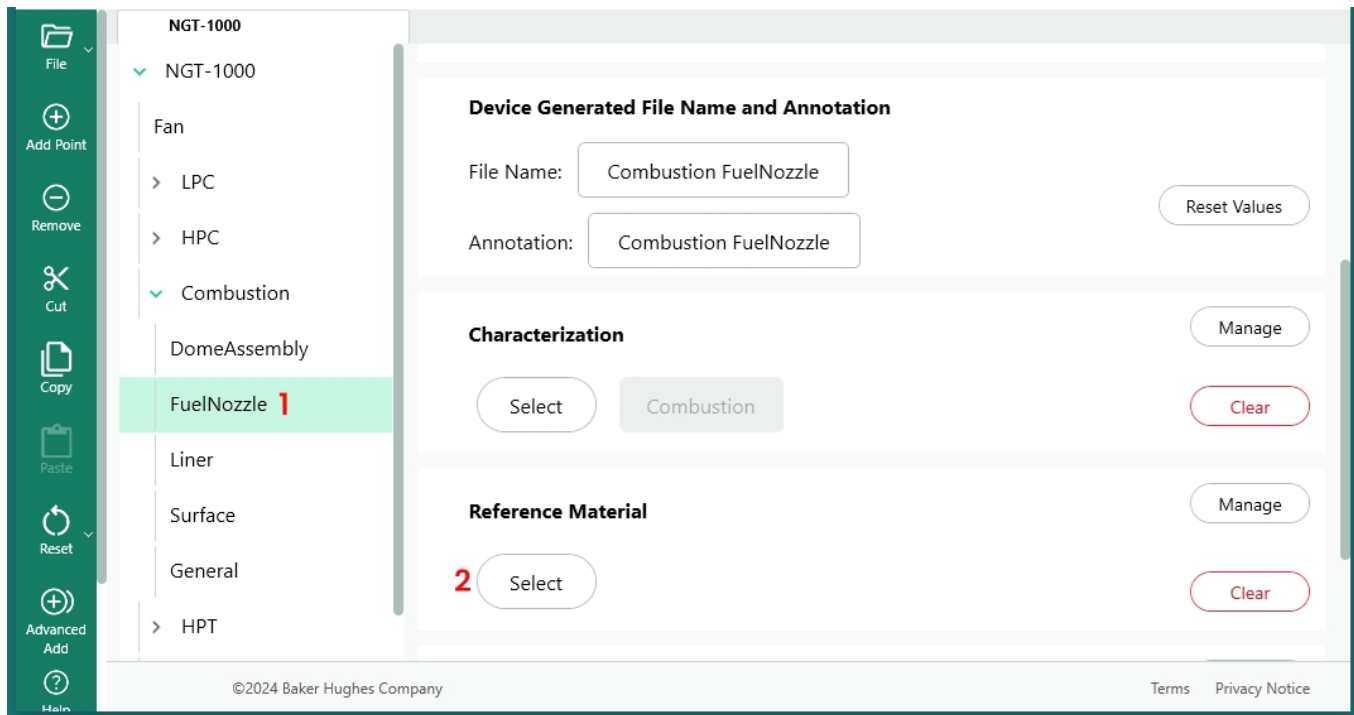 File
Add Point
Remove
Cut
Copy
Paste
Reset
Advanced
Add
Help
NGT-1000
NGT-1000
Fan
LPC
HPC
Combustion
DomeAssembly
FuelNozzle 1
Liner
Surface
General
HPT
Device Generated File Name and Annotation
File Name: Combustion FuelNozzle
Reset Values
Annotation: Combustion FuelNozzle
Characterization
Manage
Select Combustion
Clear
Reference Material
Manage
2 Select
Clear
©2024 Baker Hughes Company
Terms Privacy Notice